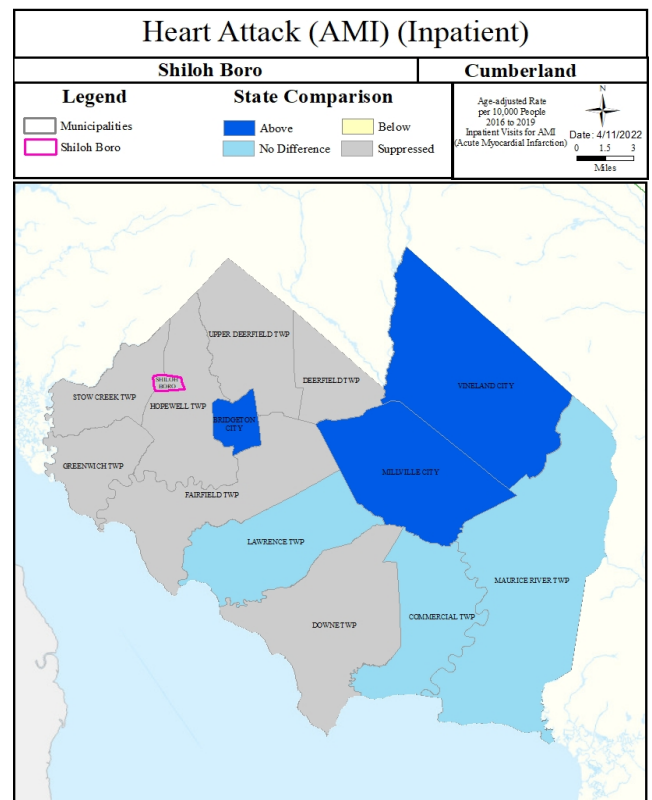 Heart Attack (AMI) (Inpatient)
Shiloh Boro
Cumberland
Legend
Municipalities
Shiloh Boro
State Comparison
Above
Below
No Difference
Suppressed
Age-adjusted Rate
per 10,000 People
2016 to 2019
Inpatient Visits for AMI
(Acute Myocardial Infarction)
N
Date: 4/11/2022
0 1.5 3
Miles
UPPER DEERFIELD TWP
DEERFIELD TWP
VINELAND CITY
SHILOH
BORO
STOW CREEK TWP
HOPEWELL TWP
BRIDGETON
CITY
GREENWICH TWP
MILLVILLE CITY
FAIRFIELD TWP
LAWRENCE TWP
MAURICE RIVER TWP
DOWNE TWP
COMMERCIAL TWP